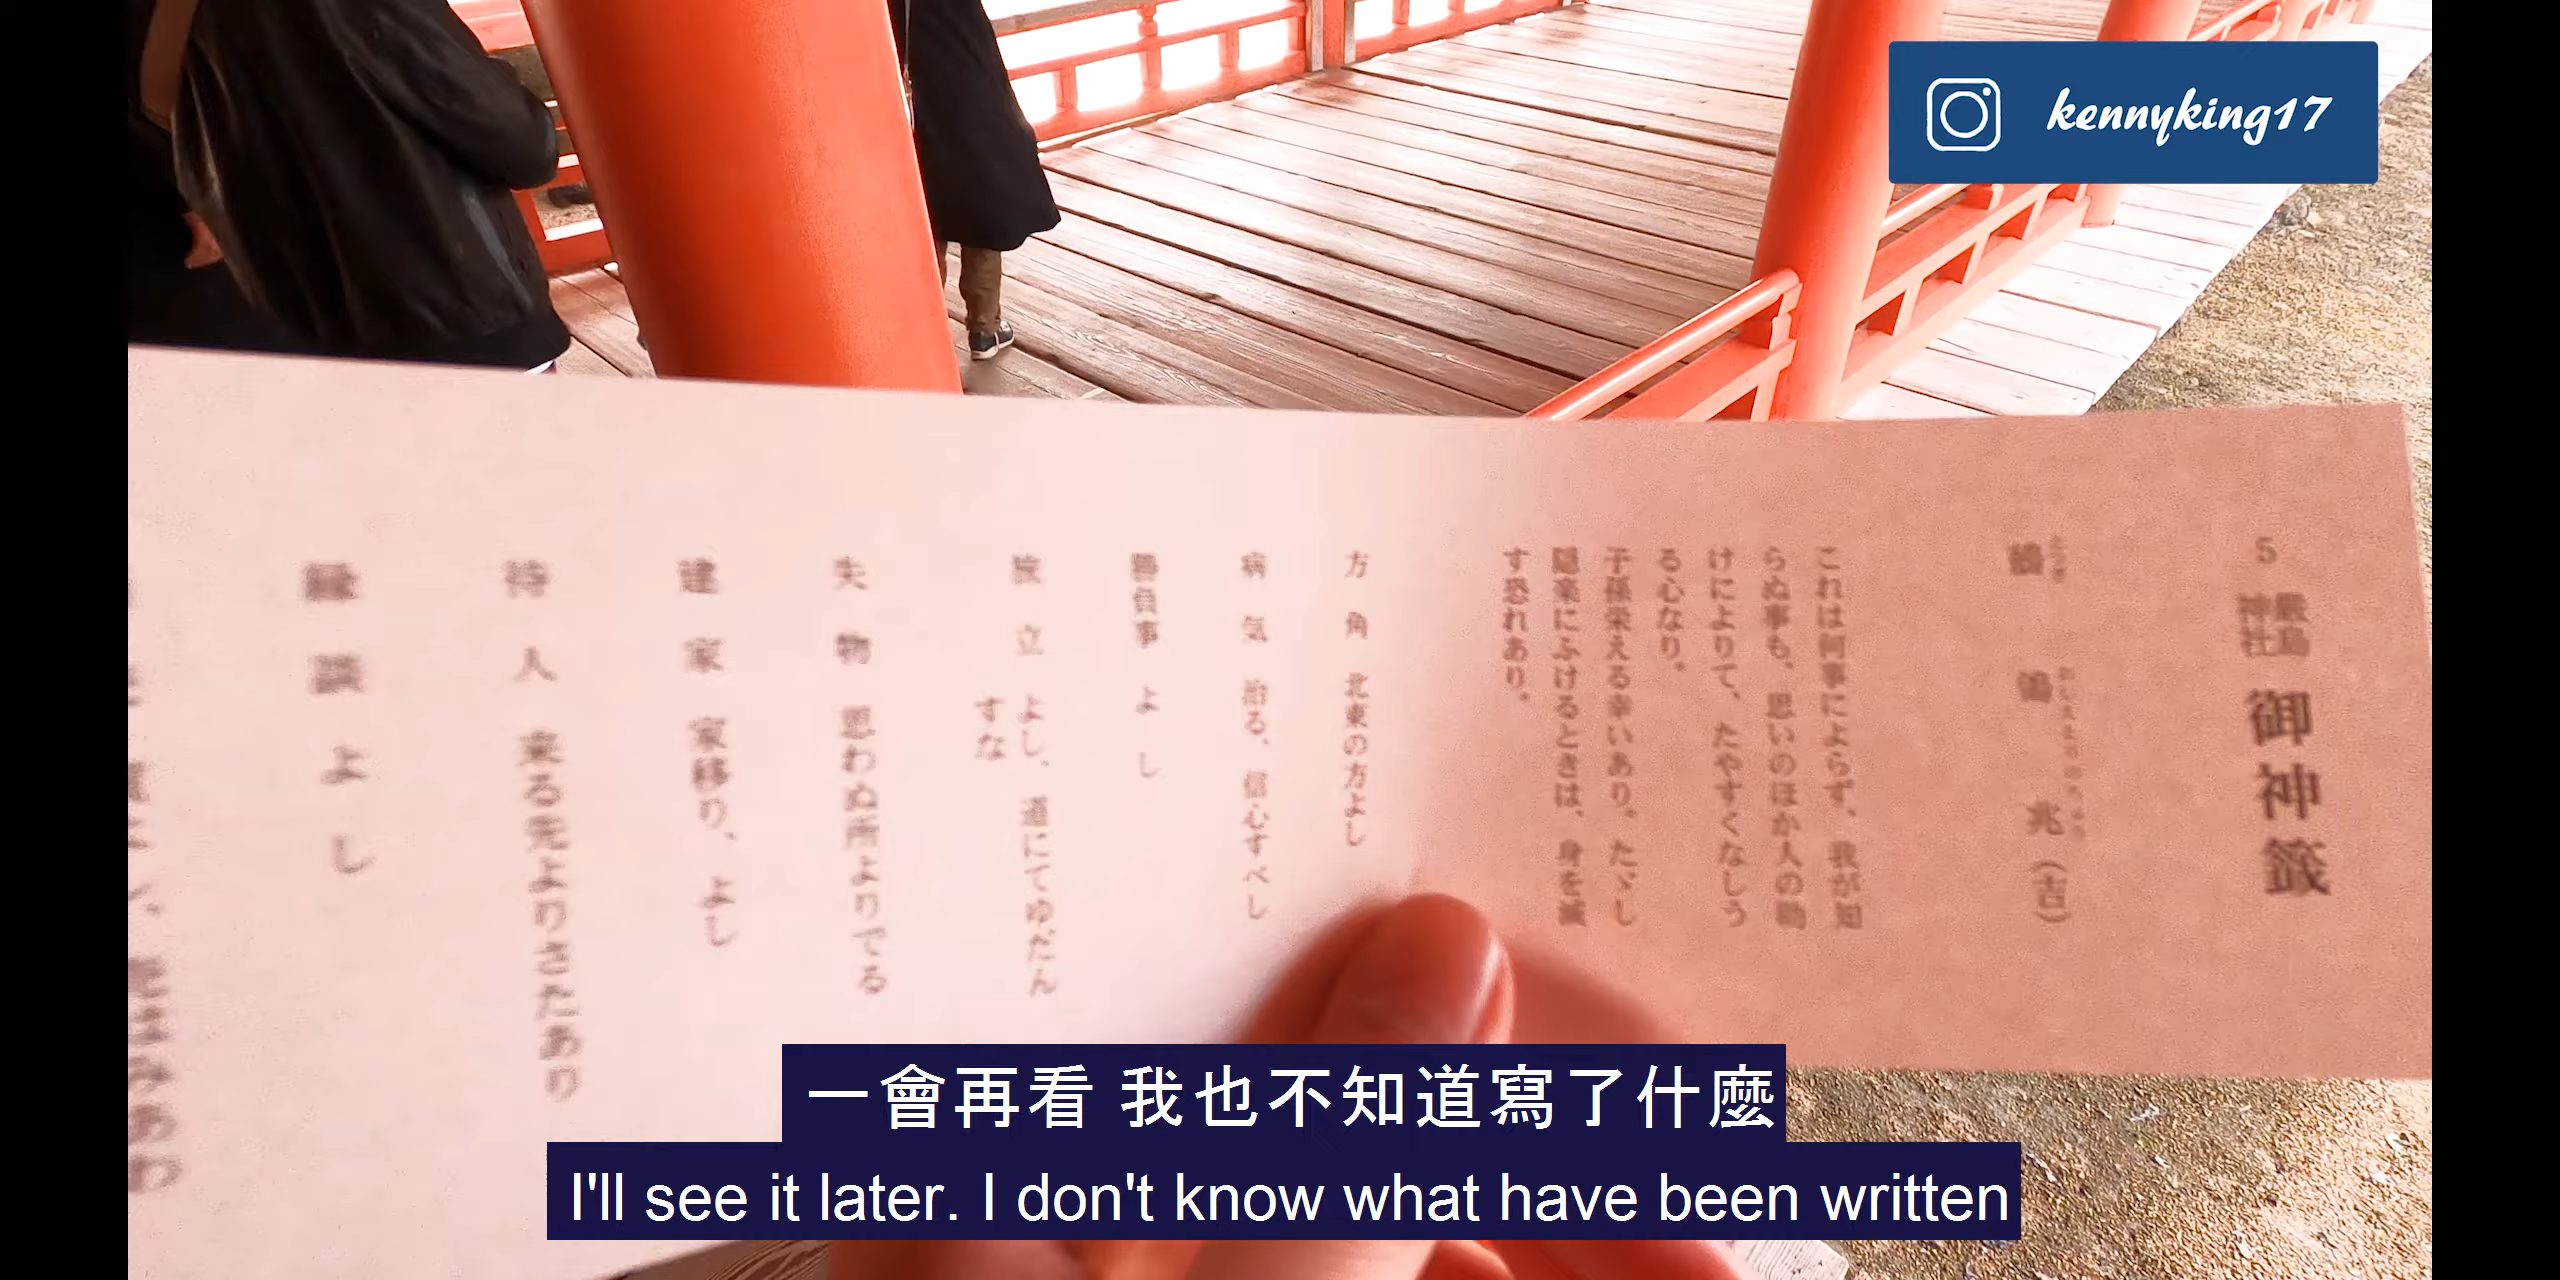 kennyking17
5
厳島
神社
御神籤
兆（吉）
これは何事によらず、我が知
らぬ事も、思いのほか人の助
けによりて、たやすくなしう
る心なり。
子孫栄える幸いあり。たゞし
隠楽にふけるときは、身を滅
す恐れあり。
方角 北東の方よし
病気 治る、信心すべし
勝負事 よし
旅立 よし、道にてゆだん
すな
失物 思わぬ所よりでる
建家 家移り、よし
待人 来る先よりさたあり
縁談 よし
一會再看 我也不知道寫了什麼
I'll see it later. I don't know what have been written